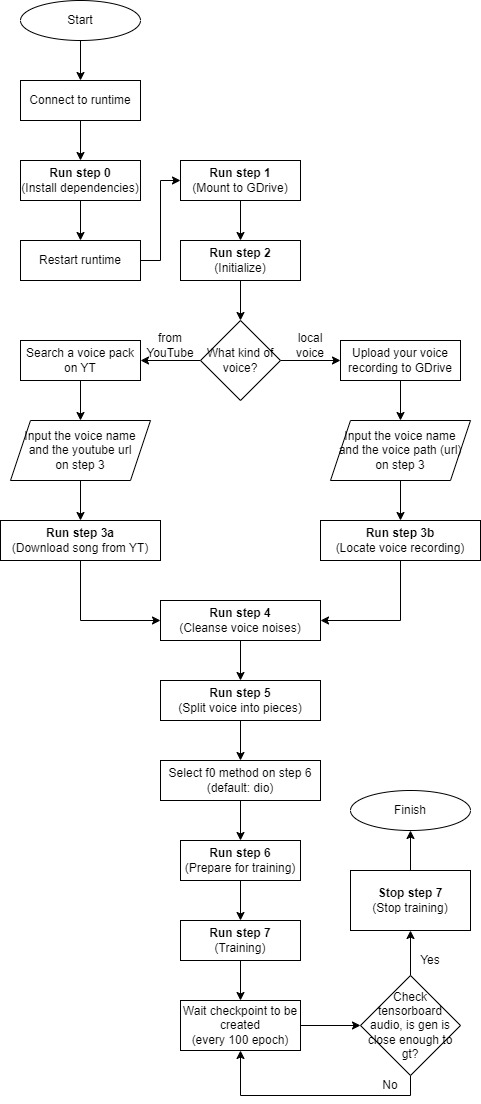 Start
Connect to runtime
Run step 0
(Install dependencies)
Restart runtime
Run step 1
(Mount to GDrive)
Run step 2
(Initialize)
What kind of
voice?
from
YouTube
local
voice
Search a voice pack
on YT
Input the voice name
and the youtube url
on step 3
Run step 3a
(Download song from YT)
Upload your voice
recording to GDrive
Input the voice name
and the voice path (url)
on step 3
Run step 3b
(Locate voice recording)
Run step 4
(Cleanse voice noises)
Run step 5
(Split voice into pieces)
Select f0 method on step 6
(default: dio)
Run step 6
(Prepare for training)
Run step 7
(Training)
Wait checkpoint to be
created
(every 100 epoch)
Check
tensorboard
audio, is gen is
close enough to
gt?
No
Yes
Stop step 7
(Stop training)
Finish